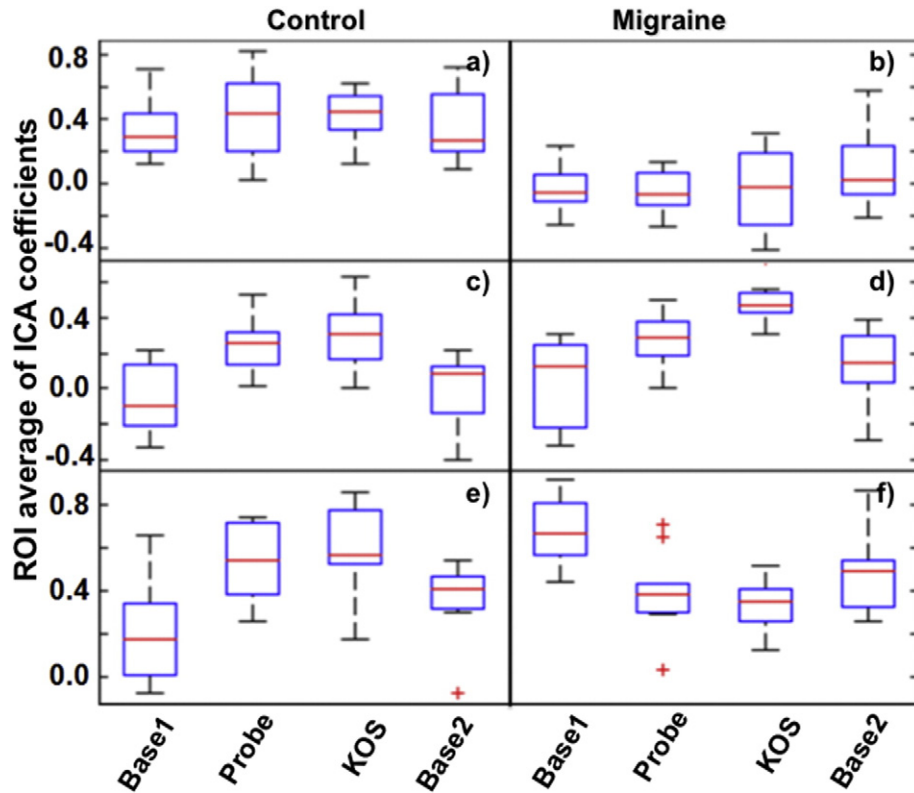 Control Migraine
ROI average of ICA coefficients
0.8
0.4
0.0
-0.4
a)
b)
0.4
0.0
-0.4
c)
d)
0.8
0.4
0.0
e)
f)
Base1 Probe KOS Base2 Base1 Probe KOS Base2